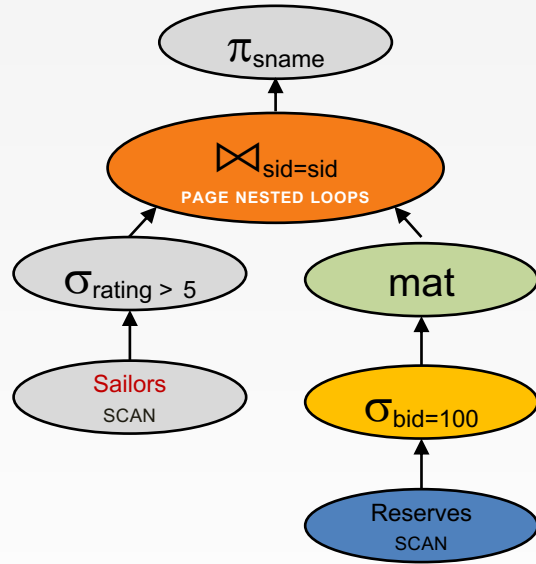 πsname
⋈sid=sid
PAGE NESTED LOOPS
σrating > 5
mat
Sailors
SCAN
σbid=100
Reserves
SCAN